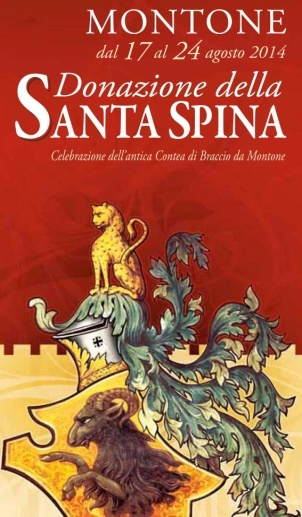 MONTONE
dal 17 al 24 agosto 2014
Donazione della
SANTA SPINA
Celebrazione dell'antica Contea di Braccio da Montone